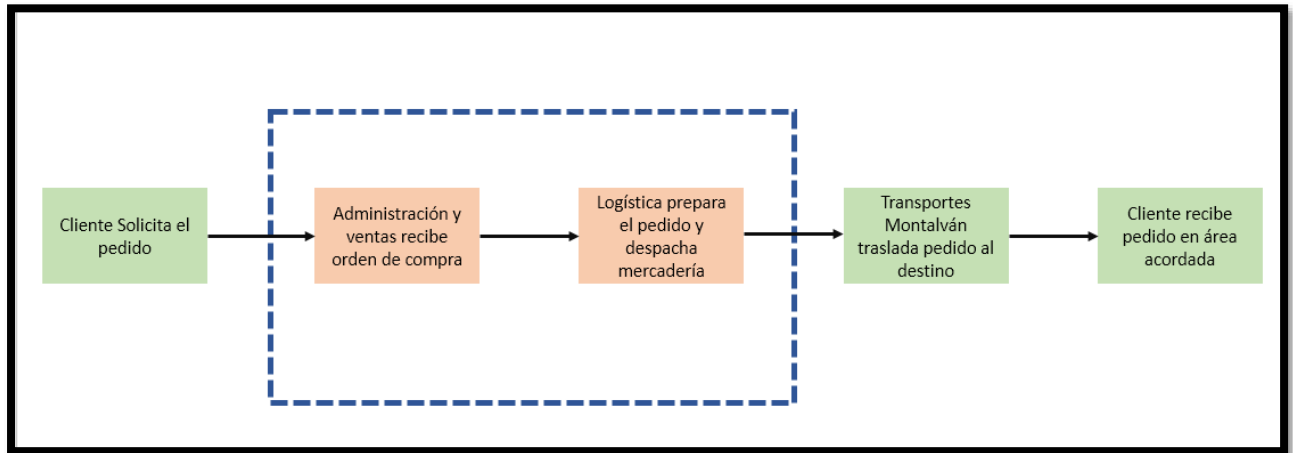 Cliente Solicita el
pedido
Administración y
ventas recibe
orden de compra
Logística prepara
el pedido y
despacha
mercadería
Transportes
Montalván
traslada pedido al
destino
Cliente recibe
pedido en área
acordada